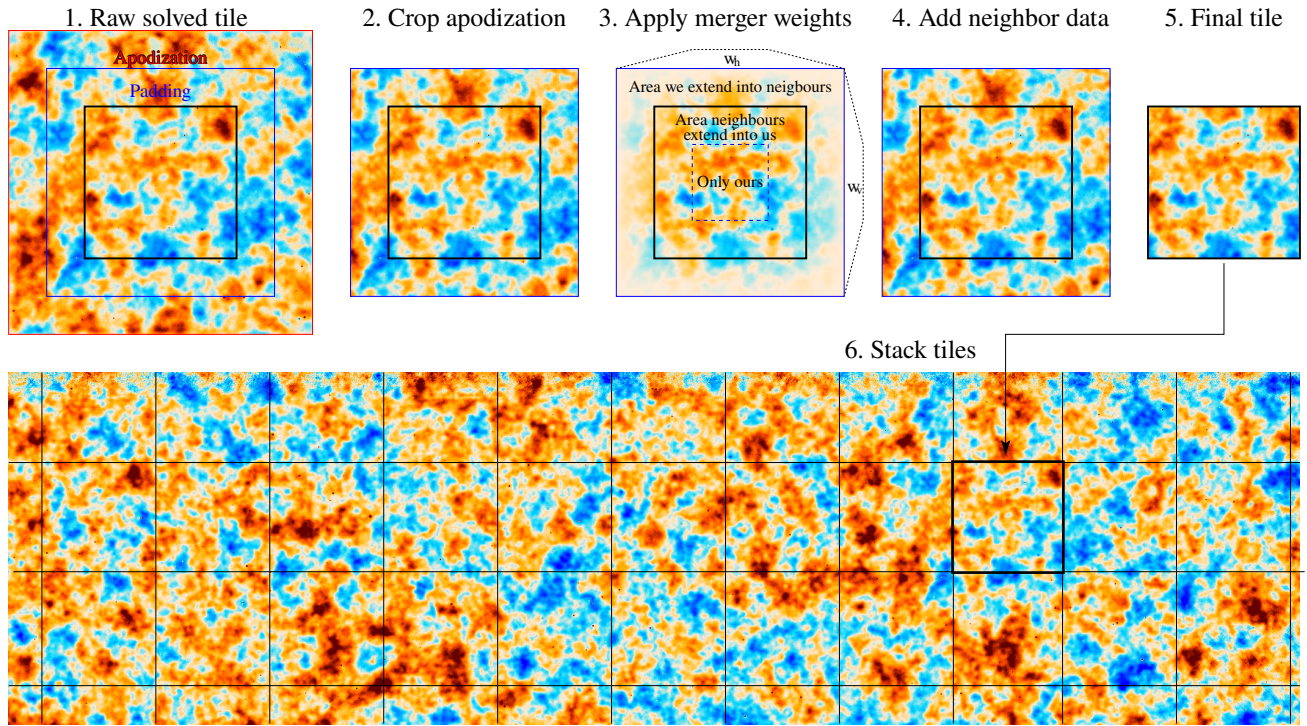 1. Raw solved tile
2. Crop apodization
3. Apply merger weights
4. Add neighbor data
5. Final tile
Apodization
Padding
w_h
Area we extend into neigbours
Area neighbours
extend into us
Only ours
w_v
6. Stack tiles